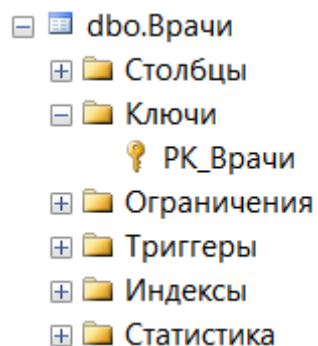 dbo.Врачи
Столбцы
Ключи
PK_Врачи
Ограничения
Триггеры
Индексы
Статистика